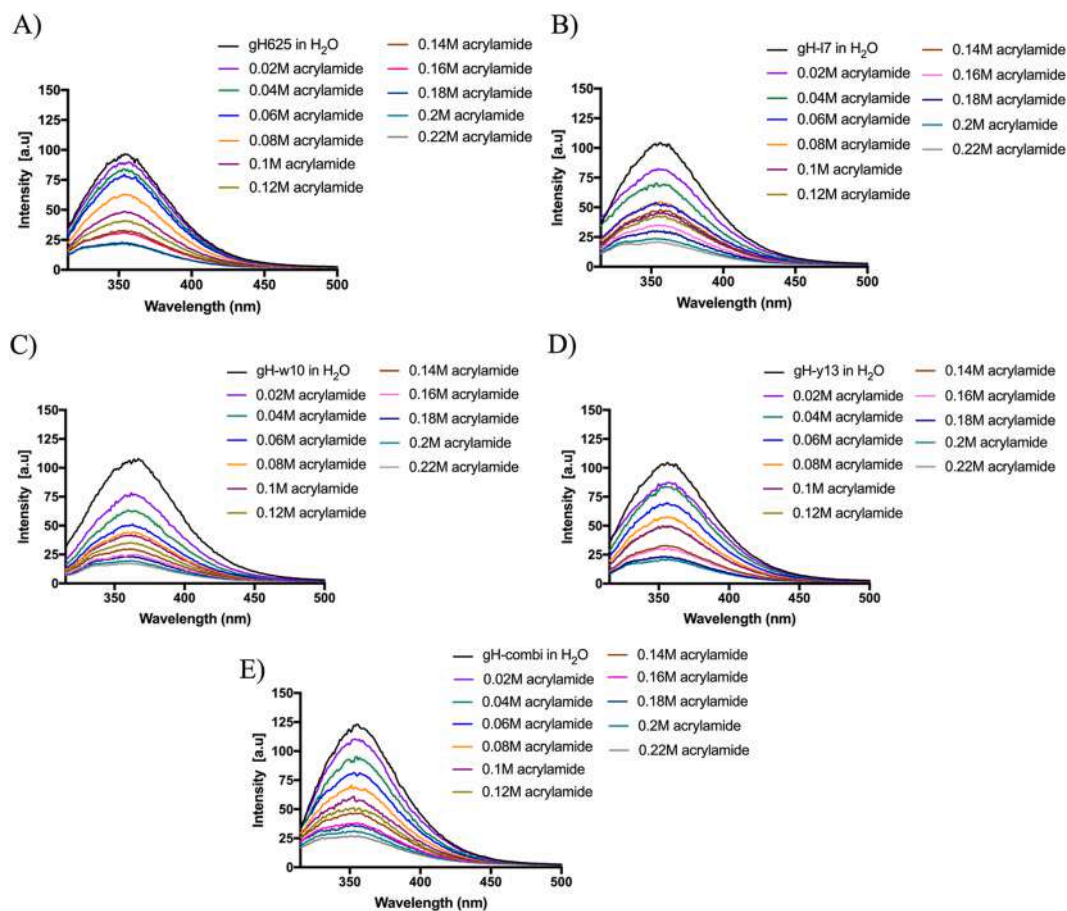 A)
gH625 in H₂O
0.02M acrylamide
0.04M acrylamide
0.06M acrylamide
0.08M acrylamide
0.1M acrylamide
0.12M acrylamide
0.14M acrylamide
0.16M acrylamide
0.18M acrylamide
0.2M acrylamide
0.22M acrylamide
Intensity [a.u]
150
125
100
75
50
25
0
350
400
450
500
Wavelength (nm)
B)
gH-l7 in H₂O
0.02M acrylamide
0.04M acrylamide
0.06M acrylamide
0.08M acrylamide
0.1M acrylamide
0.12M acrylamide
0.14M acrylamide
0.16M acrylamide
0.18M acrylamide
0.2M acrylamide
0.22M acrylamide
Intensity [a.u]
150
125
100
75
50
25
0
350
400
450
500
Wavelength (nm)
C)
gH-w10 in H₂O
0.02M acrylamide
0.04M acrylamide
0.06M acrylamide
0.08M acrylamide
0.1M acrylamide
0.12M acrylamide
0.14M acrylamide
0.16M acrylamide
0.18M acrylamide
0.2M acrylamide
0.22M acrylamide
Intensity [a.u]
150
125
100
75
50
25
0
350
400
450
500
Wavelength (nm)
D)
gH-y13 in H₂O
0.02M acrylamide
0.04M acrylamide
0.06M acrylamide
0.08M acrylamide
0.1M acrylamide
0.12M acrylamide
0.14M acrylamide
0.16M acrylamide
0.18M acrylamide
0.2M acrylamide
0.22M acrylamide
Intensity [a.u]
150
125
100
75
50
25
0
350
400
450
500
Wavelength (nm)
E)
gH-combi in H₂O
0.02M acrylamide
0.04M acrylamide
0.06M acrylamide
0.08M acrylamide
0.1M acrylamide
0.12M acrylamide
0.14M acrylamide
0.16M acrylamide
0.18M acrylamide
0.2M acrylamide
0.22M acrylamide
Intensity [a.u]
150
125
100
75
50
25
0
350
400
450
500
Wavelength (nm)